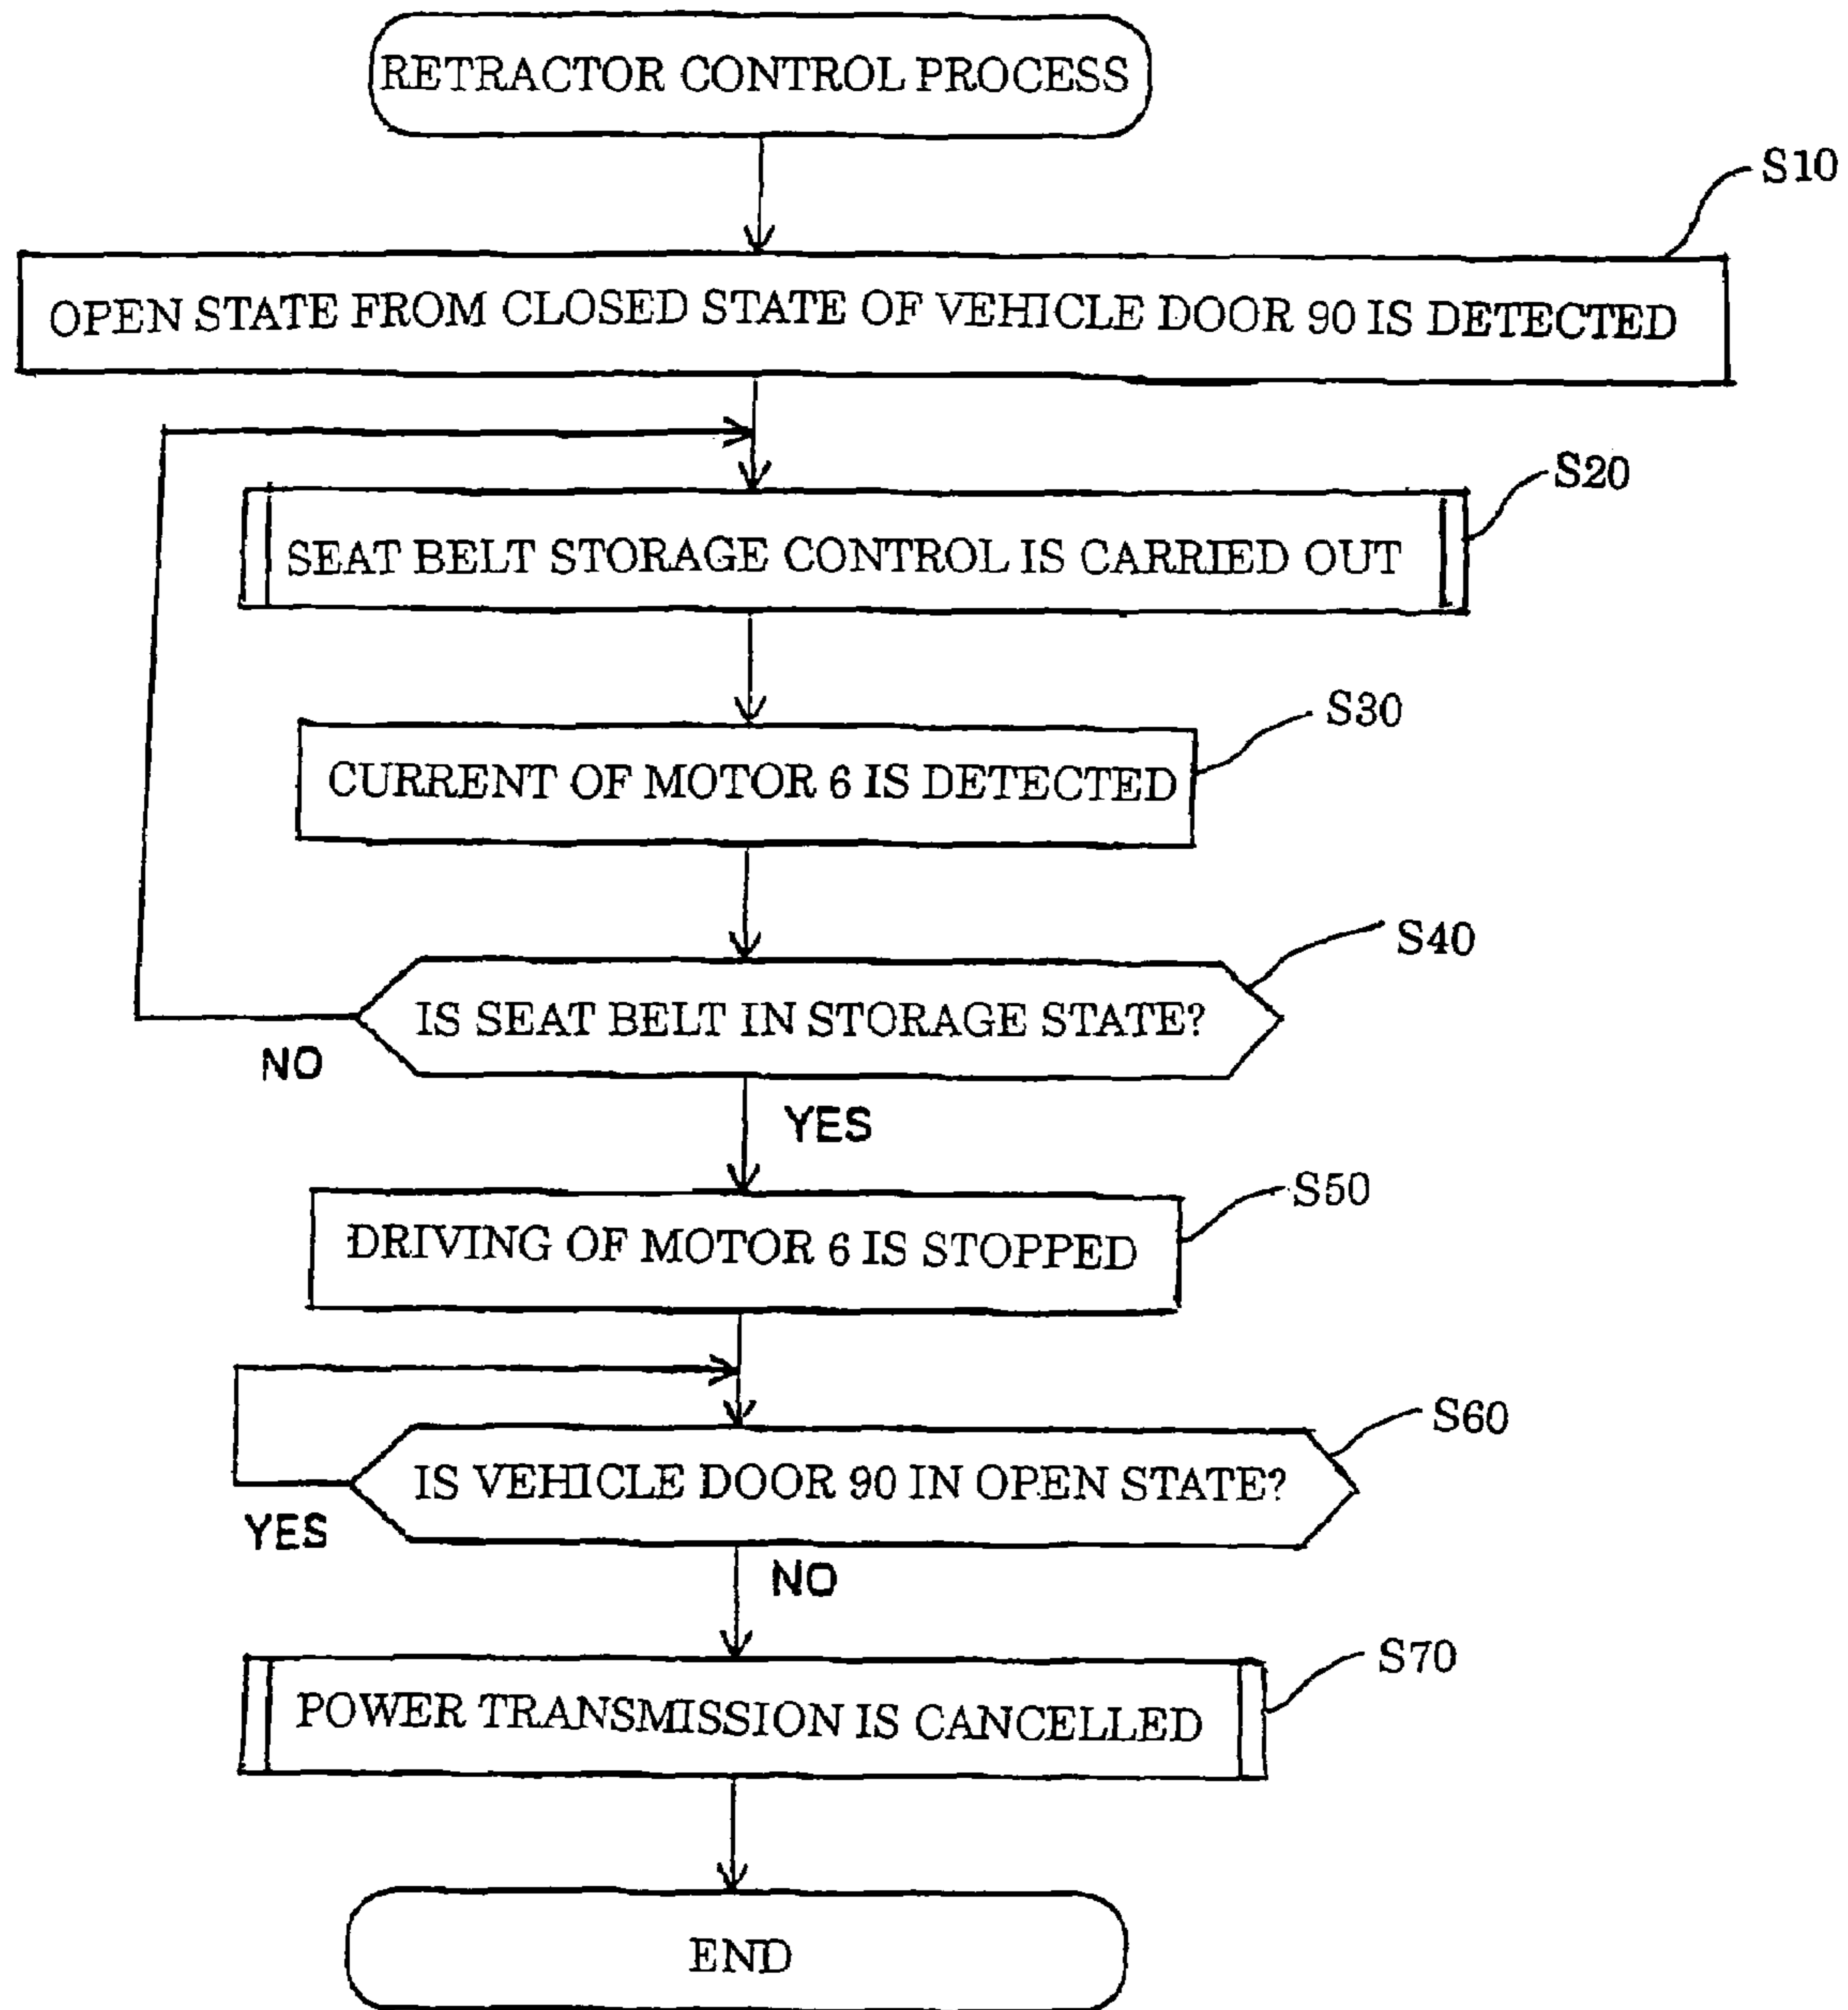 RETRACTOR CONTROL PROCESS
S10
OPEN STATE FROM CLOSED STATE OF VEHICLE DOOR 90 IS DETECTED
S20
SEAT BELT STORAGE CONTROL IS CARRIED OUT
S30
CURRENT OF MOTOR 6 IS DETECTED
S40
IS SEAT BELT IN STORAGE STATE?
NO
YES
S50
DRIVING OF MOTOR 6 IS STOPPED
S60
IS VEHICLE DOOR 90 IN OPEN STATE?
YES
NO
S70
POWER TRANSMISSION IS CANCELLED
END